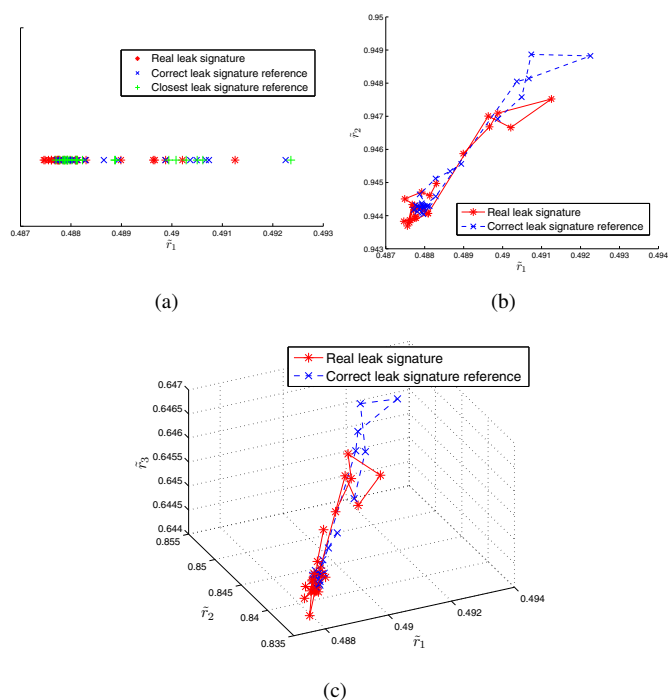 Real leak signature
Correct leak signature reference
Closest leak signature reference
0.487 0.488 0.489 0.49 0.491 0.492 0.493
r̃1
(a)
0.95
0.949
0.948
0.947
r̃2
0.946
0.945
0.944
0.943
Real leak signature
Correct leak signature reference
0.487 0.488 0.489 0.49 0.491 0.492 0.493 0.494
r̃1
(b)
Real leak signature
Correct leak signature reference
0.647
0.6465
0.646
0.6455
r̃3
0.645
0.6445
0.644
0.855
0.85
0.845
r̃2
0.84
0.835
0.488
0.49
0.492
0.494
r̃1
(c)